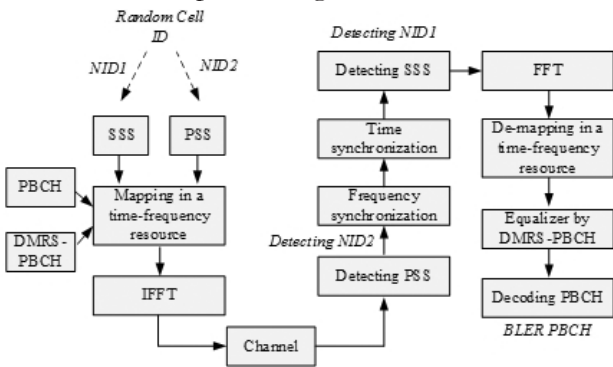 Random Cell
ID
NID1
NID2
SSS
PSS
PBCH
DMRS-
PBCH
Mapping in a
time-frequency
resource
IFFT
Channel
Detecting PSS
Detecting NID2
Frequency
synchronization
Time
synchronization
Detecting SSS
Detecting NID1
FFT
De-mapping in a
time-frequency
resource
Equalizer by
DMRS-PBCH
Decoding PBCH
BLER PBCH